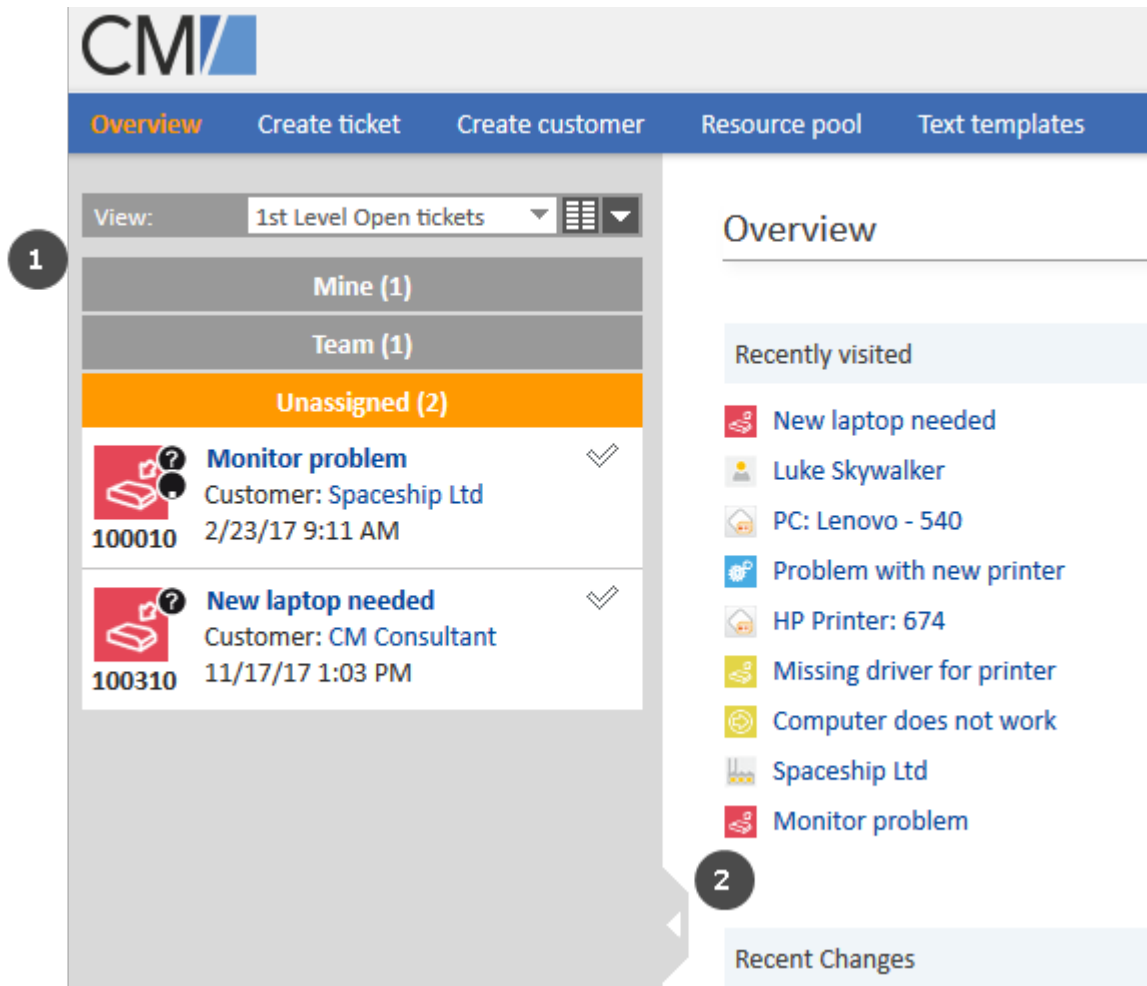 CM/
Overview Create ticket Create customer Resource pool Text templates
View: 1st Level Open tickets
1
Mine (1)
Team (1)
Unassigned (2)
? Monitor problem
Customer: Spaceship Ltd
100010 2/23/17 9:11 AM
? New laptop needed
Customer: CM Consultant
100310 11/17/17 1:03 PM
Overview
Recently visited
New laptop needed
Luke Skywalker
PC: Lenovo - 540
Problem with new printer
HP Printer: 674
Missing driver for printer
Computer does not work
Spaceship Ltd
Monitor problem
2
Recent Changes